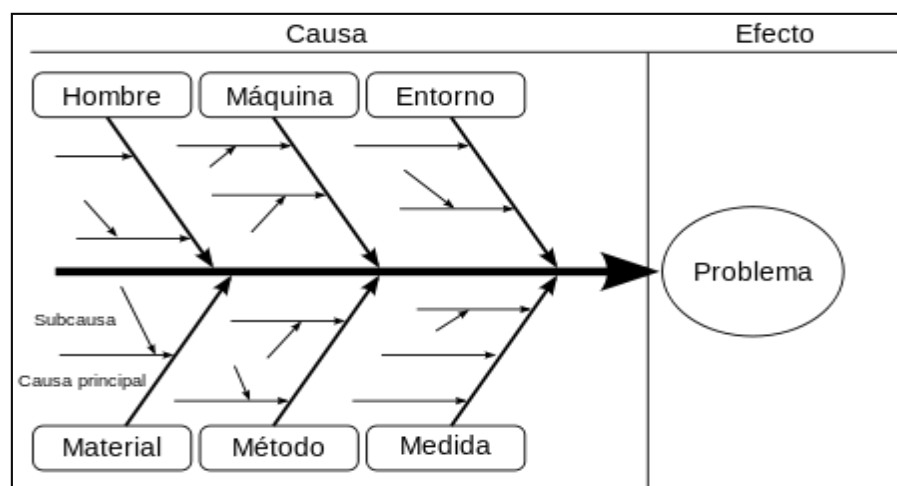 Causa
Efecto
Hombre
Máquina
Entorno
Problema
Subcausa
Causa principal
Material
Método
Medida